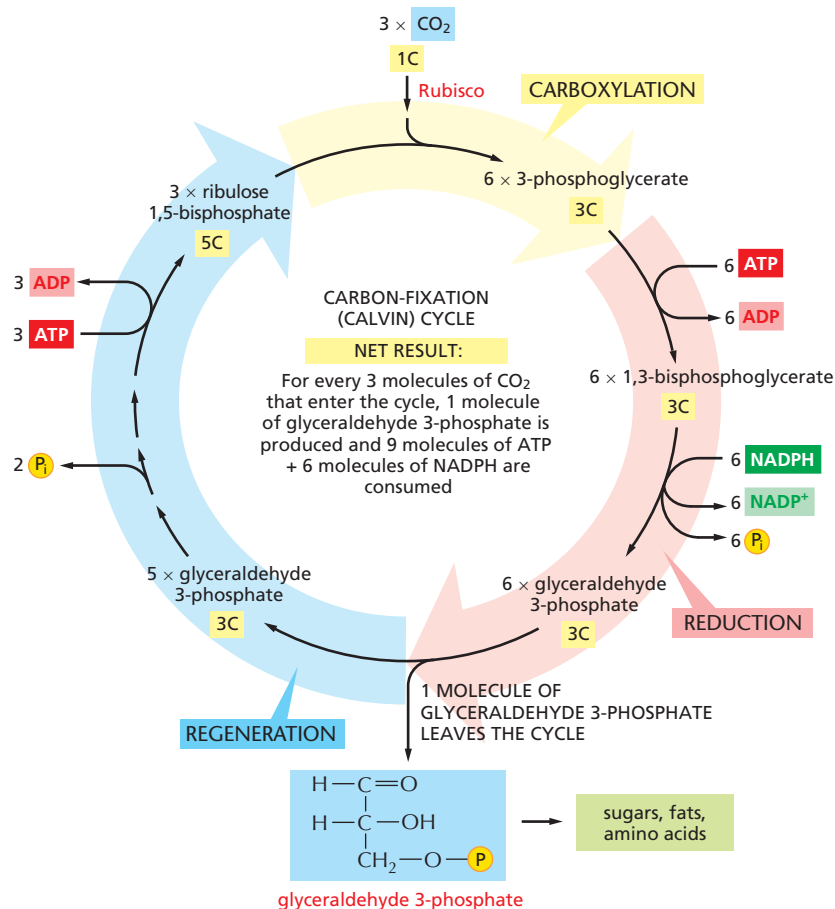 3 × CO2
1C
Rubisco
CARBOXYLATION
6 × 3-phosphoglycerate
3C
6 ATP
6 ADP
6 × 1,3-bisphosphoglycerate
3C
6 NADPH
6 NADP+
6 Pi
REDUCTION
6 × glyceraldehyde
3-phosphate
3C
1 MOLECULE OF
GLYCERALDEHYDE 3-PHOSPHATE
LEAVES THE CYCLE
REGENERATION
5 × glyceraldehyde
3-phosphate
3C
2 Pi
3 ATP
3 ADP
3 × ribulose
1,5-bisphosphate
5C
CARBON-FIXATION
(CALVIN) CYCLE
NET RESULT:
For every 3 molecules of CO2
that enter the cycle, 1 molecule
of glyceraldehyde 3-phosphate is
produced and 9 molecules of ATP
+ 6 molecules of NADPH are
consumed
H—C=O
H—C—OH
CH2—O—P
glyceraldehyde 3-phosphate
sugars, fats,
amino acids